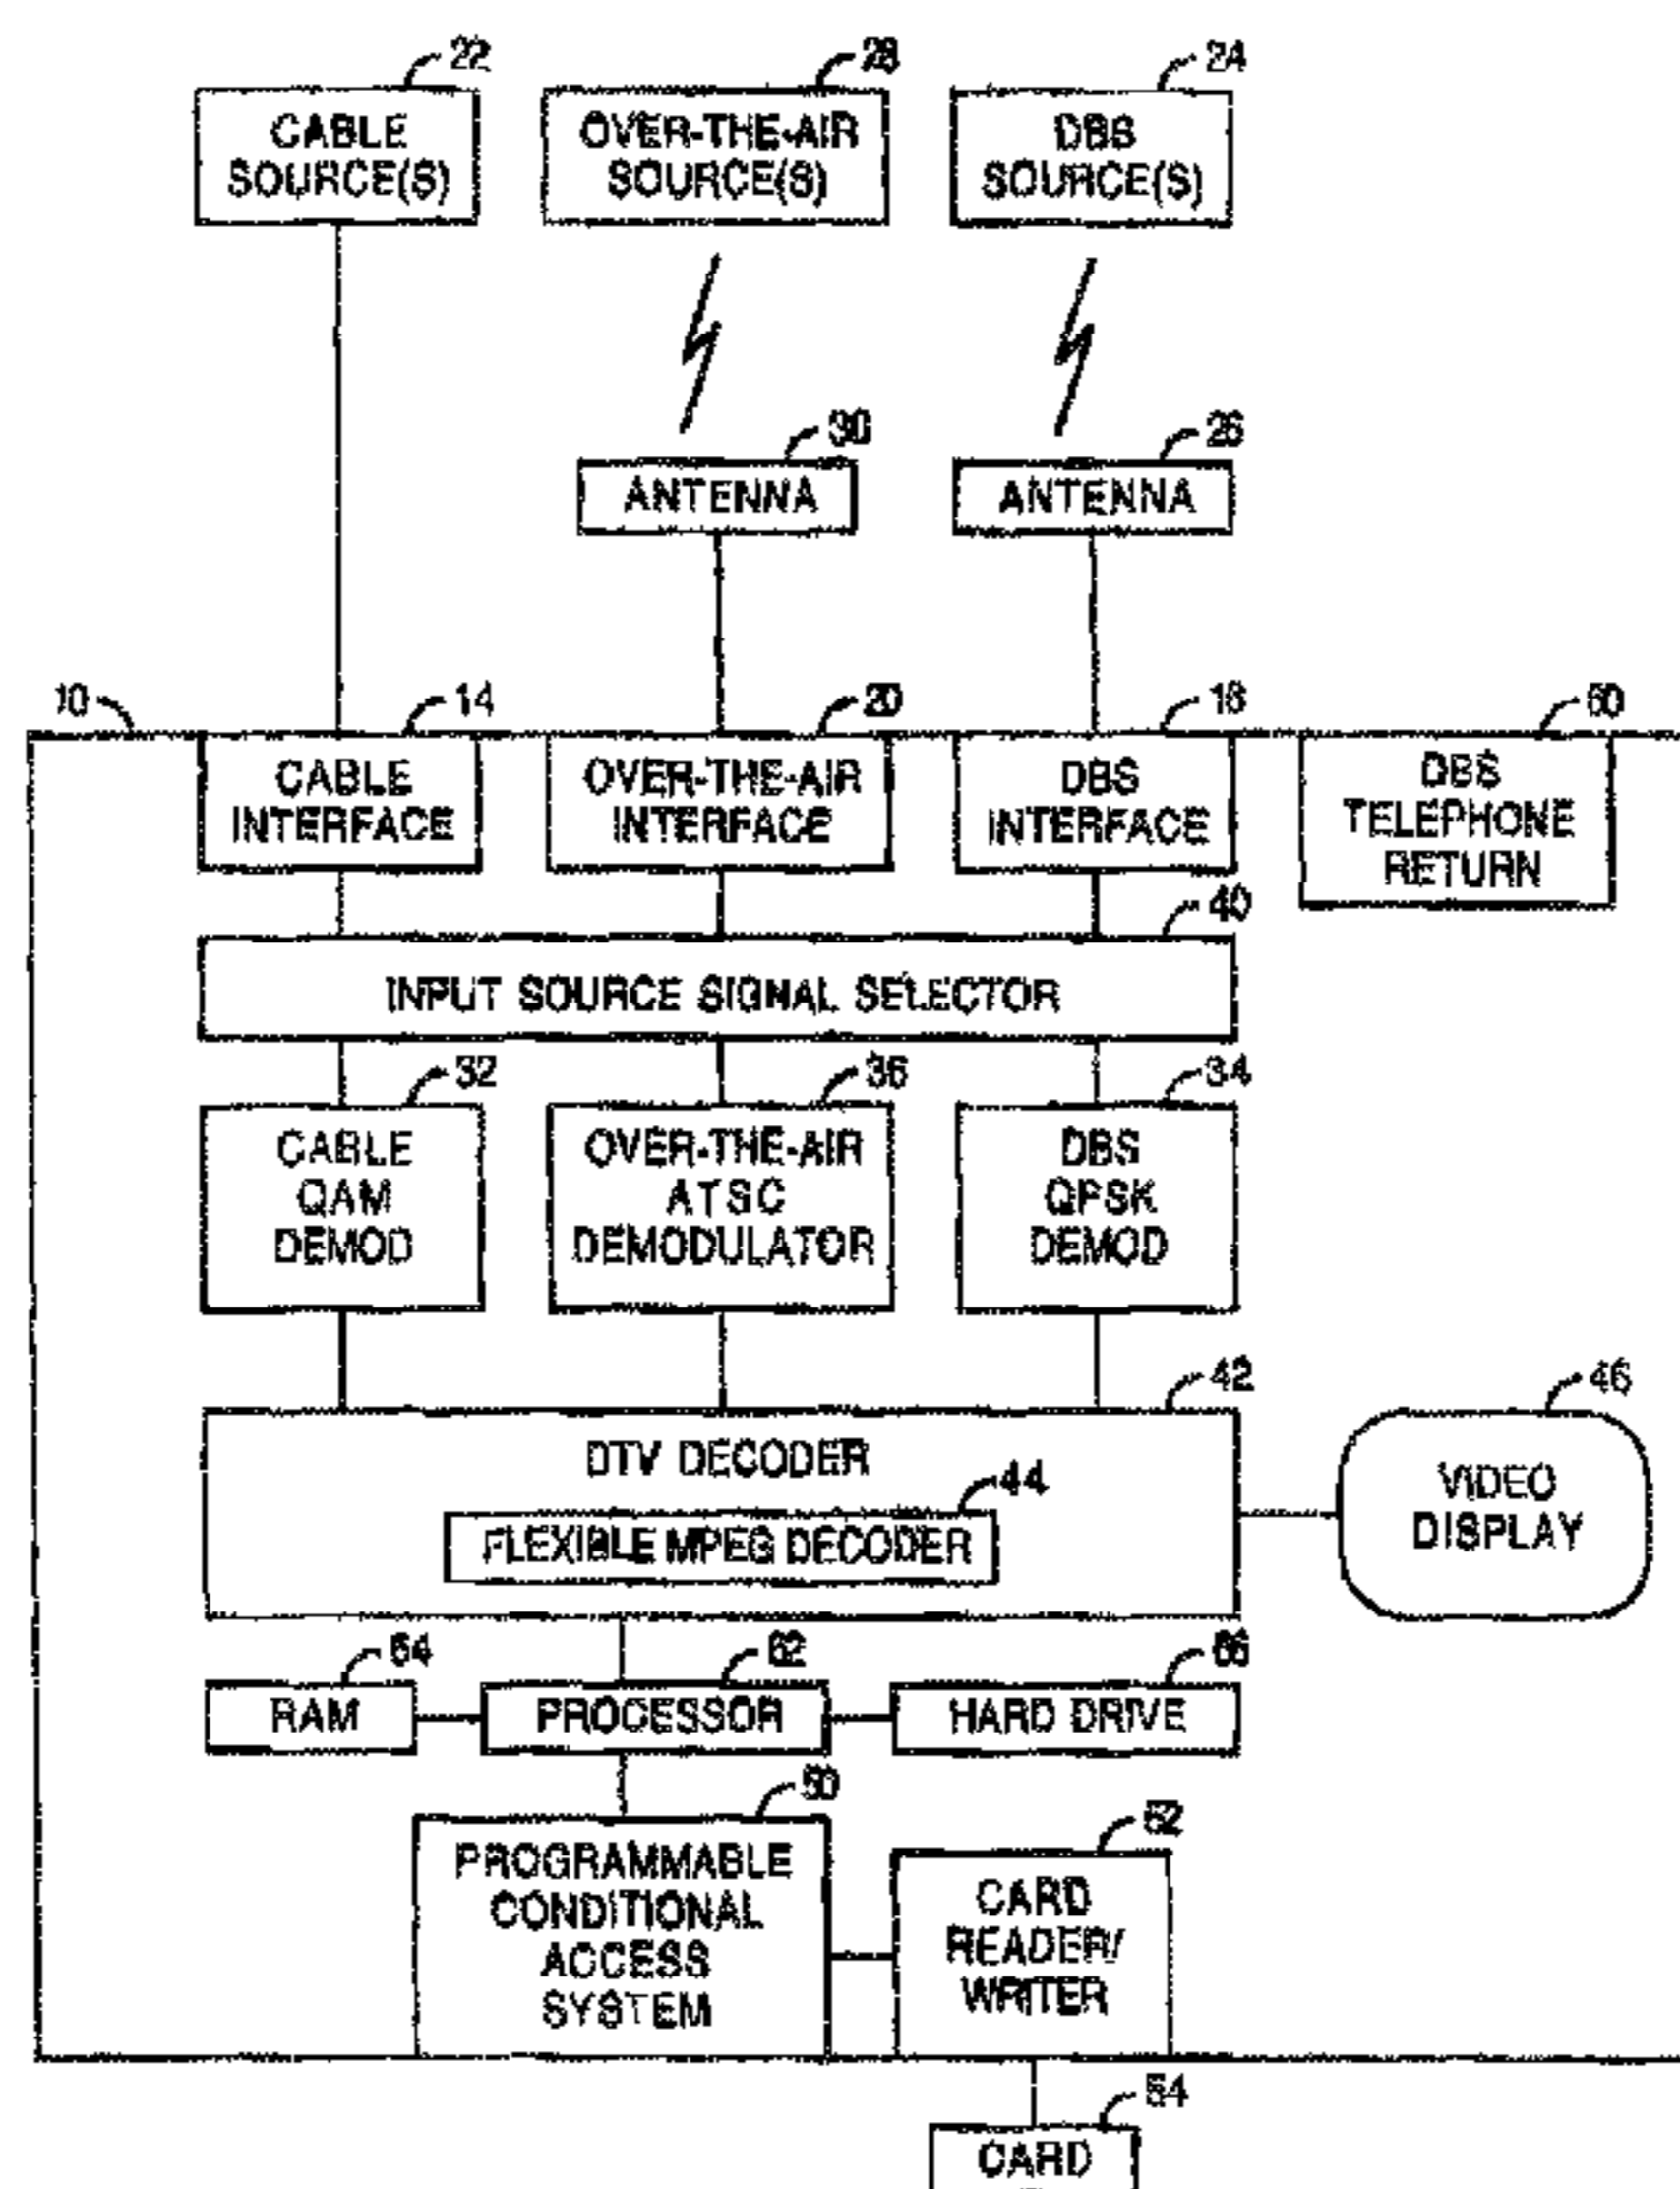 22
28
24
CABLE
SOURCE(S)
OVER-THE-AIR
SOURCE(S)
DBS
SOURCE(S)
30
26
ANTENNA
ANTENNA
10
14
20
60
CABLE
INTERFACE
OVER-THE-AIR
INTERFACE
DBS
INTERFACE
DBS
TELEPHONE
RETURN
40
INPUT SOURCE SIGNAL SELECTOR
32
36
34
CABLE
QAM
DEMOD
OVER-THE-AIR
ATSC
DEMODULATOR
DBS
QPSK
DEMOD
42
46
DTV DECODER
44
FLEXIBLE MPEG DECODER
VIDEO
DISPLAY
64
62
66
RAM
PROCESSOR
HARD DRIVE
50
52
PROGRAMMABLE
CONDITIONAL
ACCESS
SYSTEM
CARD
READER/
WRITER
54
CARD